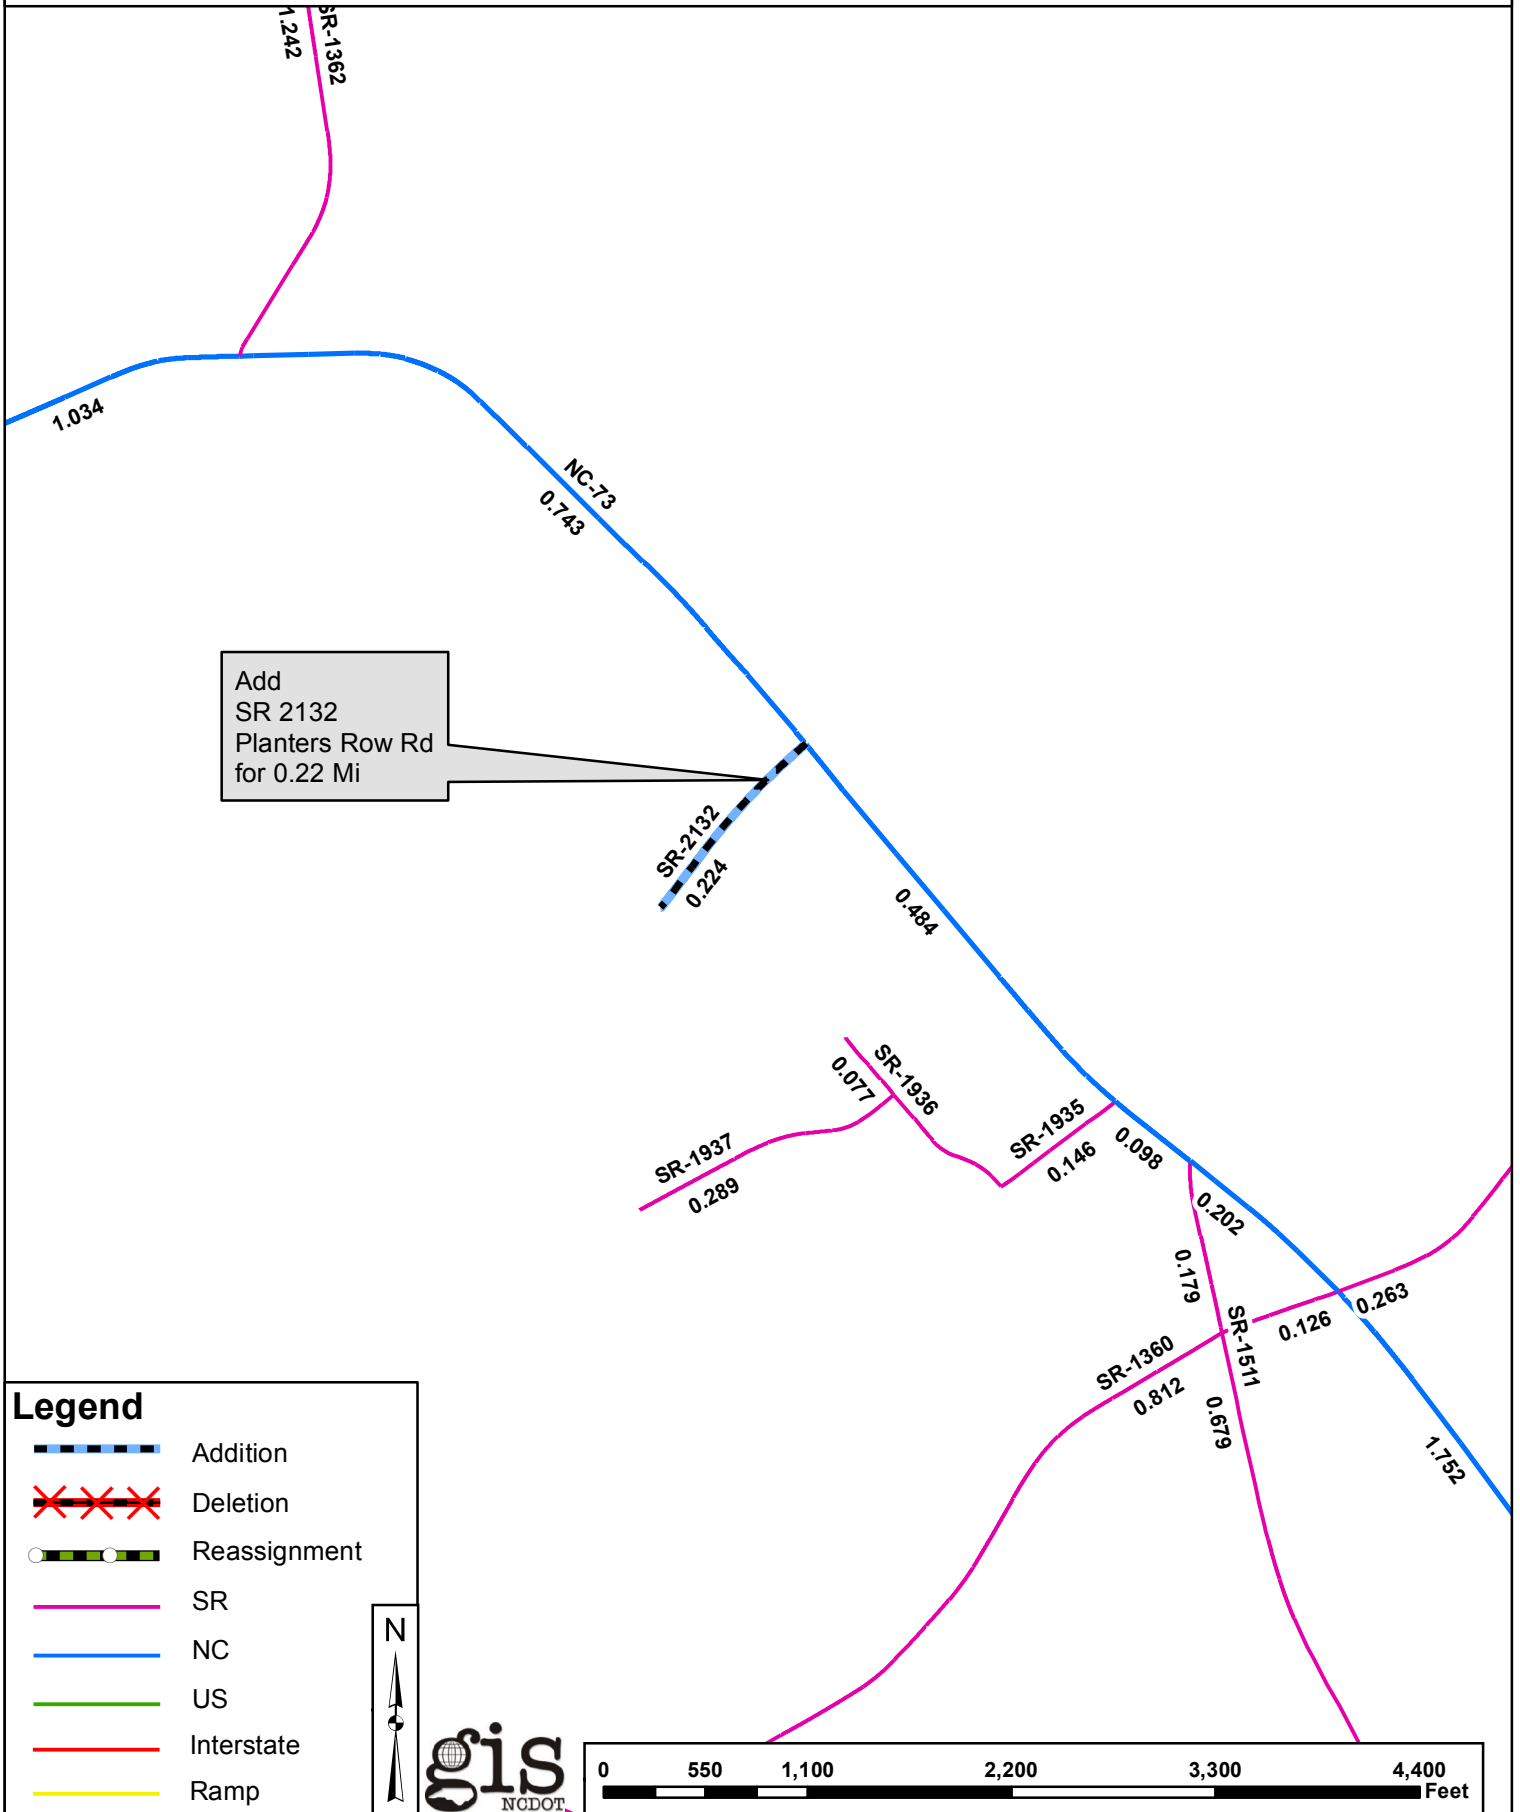 1.242
SR-1362
1.034
NC-73
0.743
Add
SR 2132
Planters Row Rd
for 0.22 Mi
SR-2132
0.224
0.484
SR-1936
0.077
SR-1937
0.289
SR-1935
0.146
0.098
0.202
0.179
SR-1511
0.263
0.126
SR-1360
0.812
0.679
1.752
Legend
Addition
Deletion
Reassignment
SR
NC
US
Interstate
Ramp
N
gis
NCDOT
0 550 1,100 2,200 3,300 4,400
Feet